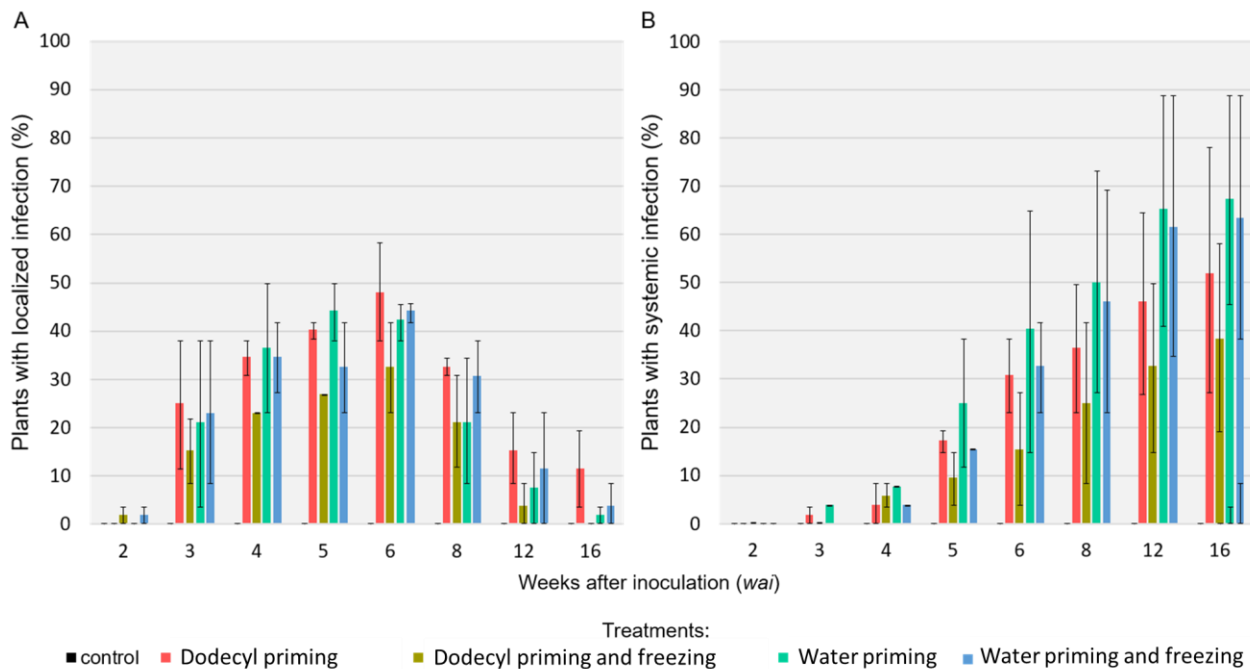 A
B
Plants with localized infection (%)
100
90
80
70
60
50
40
30
20
10
0
2 3 4 5 6 8 12 16
Plants with systemic infection (%)
100
90
80
70
60
50
40
30
20
10
0
2 3 4 5 6 8 12 16
Weeks after inoculation (wai)
Treatments:
control Dodecyl priming Dodecyl priming and freezing Water priming Water priming and freezing